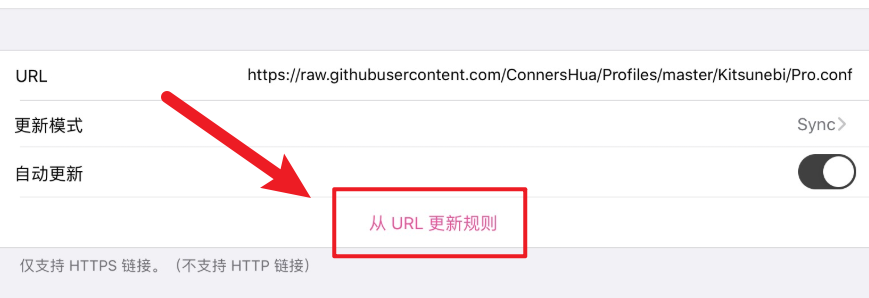 URL https://raw.githubusercontent.com/ConnersHua/Profiles/master/Kitsunebi/Pro.conf
更新模式 Sync
自动更新
从 URL 更新规则
仅支持 HTTPS 链接。（不支持 HTTP 链接）